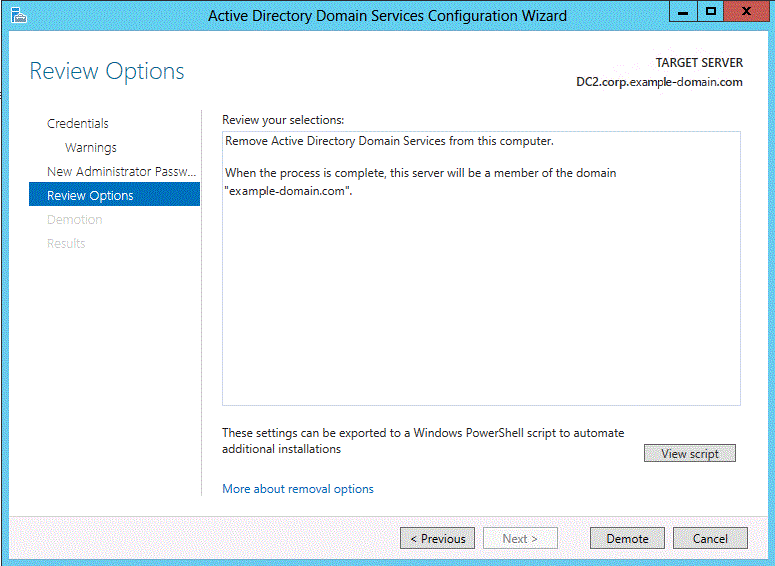 Active Directory Domain Services Configuration Wizard
Review Options
TARGET SERVER
DC2.corp.example-domain.com
Credentials
Warnings
New Administrator Passw...
Review Options
Demotion
Results
Review your selections:
Remove Active Directory Domain Services from this computer.
When the process is complete, this server will be a member of the domain
"example-domain.com".
These settings can be exported to a Windows PowerShell script to automate
additional installations
View script
More about removal options
< Previous
Next >
Demote
Cancel